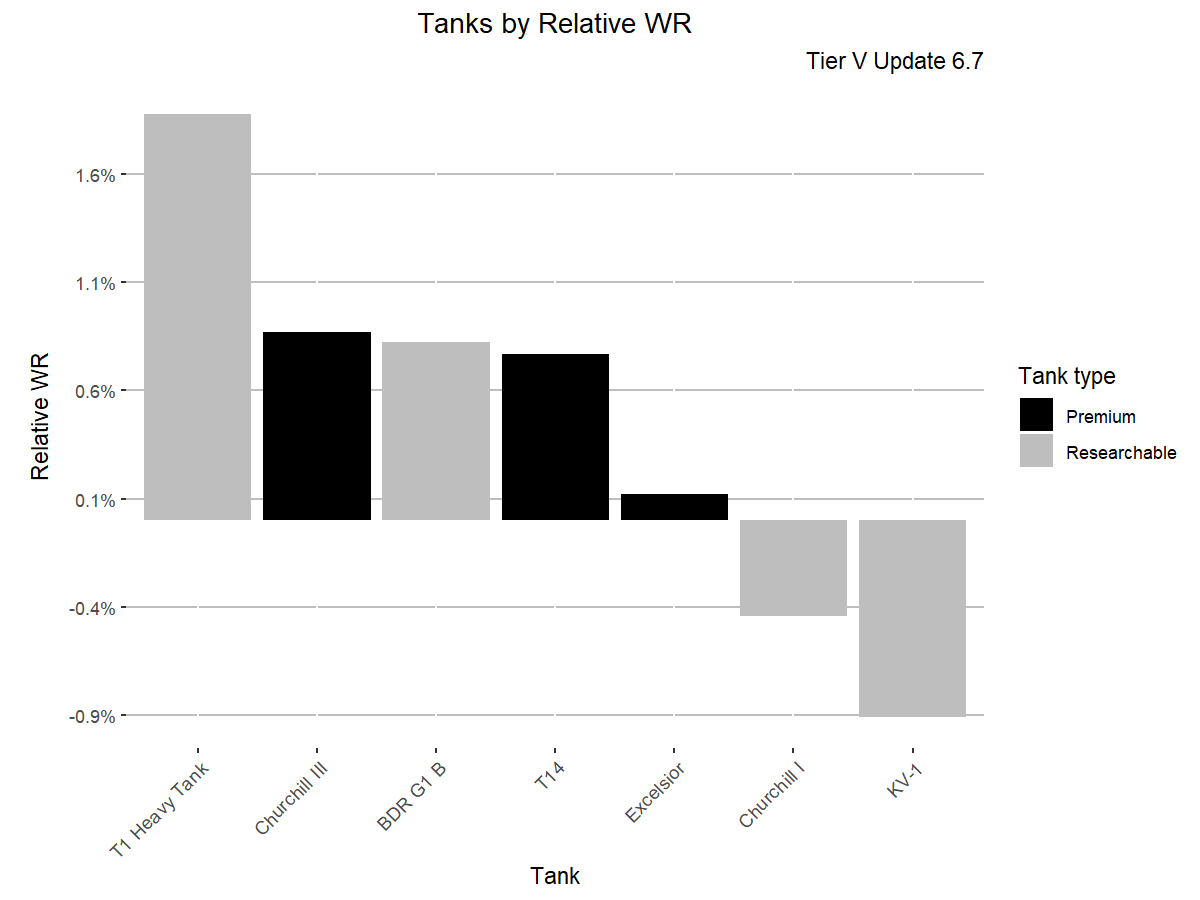 Tanks by Relative WR
Tier V Update 6.7
Relative WR
1.6%
1.1%
0.6%
0.1%
-0.4%
-0.9%
T1 Heavy Tank
Churchill III
BDR G1 B
T14
Excelsior
Churchill I
KV-1
Tank
Tank type
Premium
Researchable